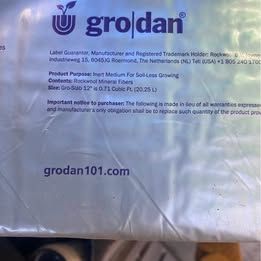 grodan®
Label Guarantor, Manufacturer and Registered Trademark Holder: Rockwool
Industrieweg 15, 6045JG Roermond, The Netherlands (NL) Tel: (USA) +1 805 240
Product Purpose: Inert Medium For Soil-Less Growing
Contents: Rockwool Mineral Fibers
Size: Gro-Slab 12" is 0.71 Cubic Ft. (20.25 L)
Important notice to purchaser: The following is made in lieu of all warranties
and manufacturers only obligation shall be to replace such quantity of the product
grodan101.com